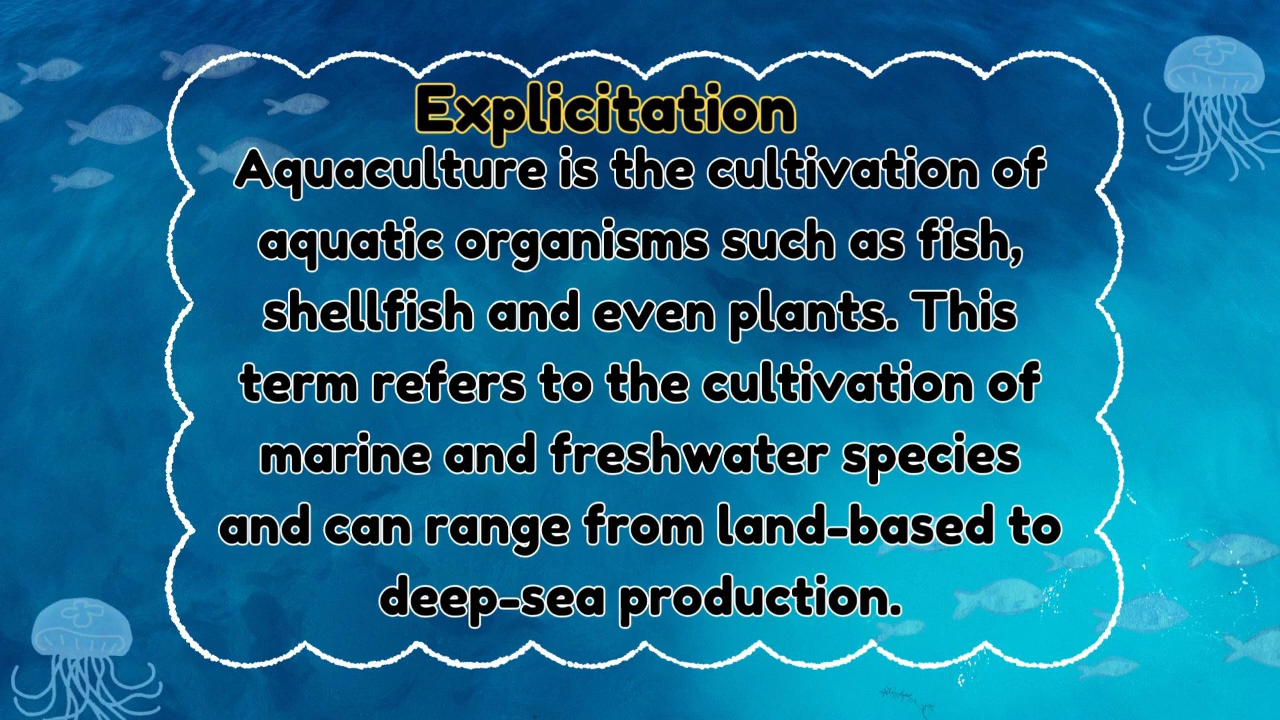 Explicitation
Aquaculture is the cultivation of
aquatic organisms such as fish,
shellfish and even plants. This
term refers to the cultivation of
marine and freshwater species
and can range from land-based to
deep-sea production.